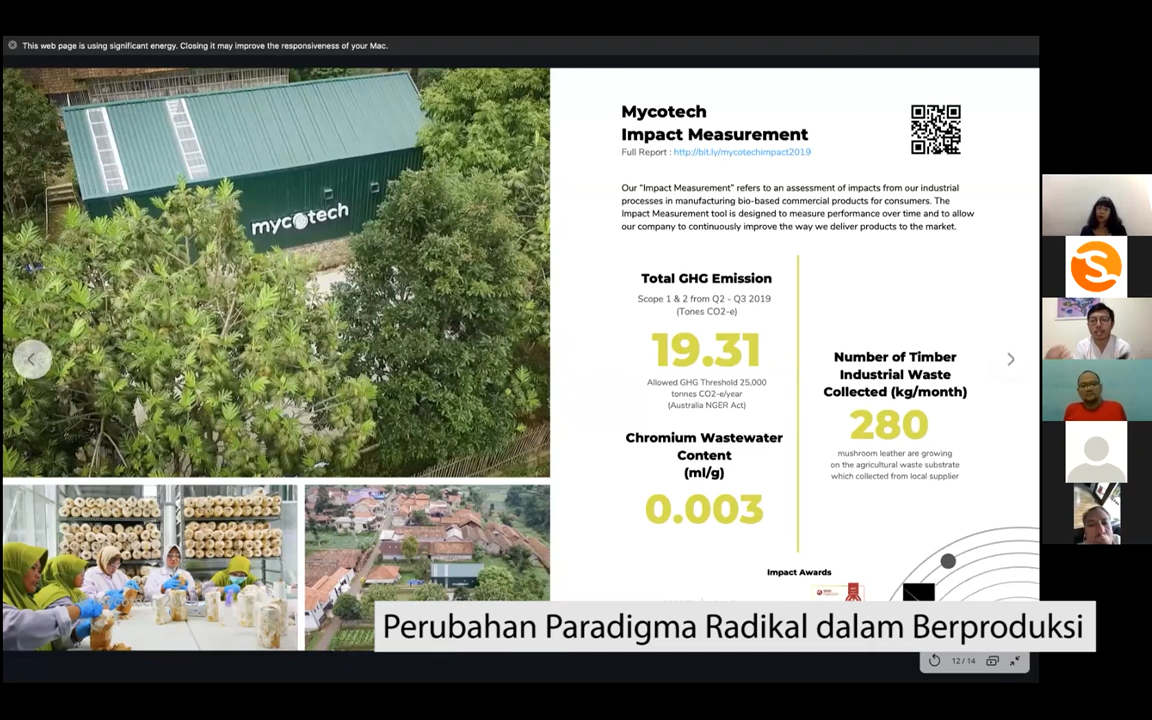 This web page is using significant energy. Closing it may improve the responsiveness of your Mac.
mycotech
Mycotech
Impact Measurement
Full Report : http://bit.ly/mycotechimpact2019
Our "Impact Measurement" refers to an assessment of impacts from our industrial
processes in manufacturing bio-based commercial products for consumers. The
Impact Measurement tool is designed to measure performance over time and to allow
our company to continuously improve the way we deliver products to the market.
Total GHG Emission
Scope 1 & 2 from Q2 - Q3 2019
(Tones CO2-e)
19.31
Allowed GHG Threshold 25,000
tonnes CO2-e/year
(Australia NGER Act)
Chromium Wastewater
Content
(ml/g)
0.003
Number of Timber
Industrial Waste
Collected (kg/month)
280
mushroom leather are growing
on the agricultural waste substrate
which collected from local supplier
Impact Awards
Perubahan Paradigma Radikal dalam Berproduksi
12 / 14